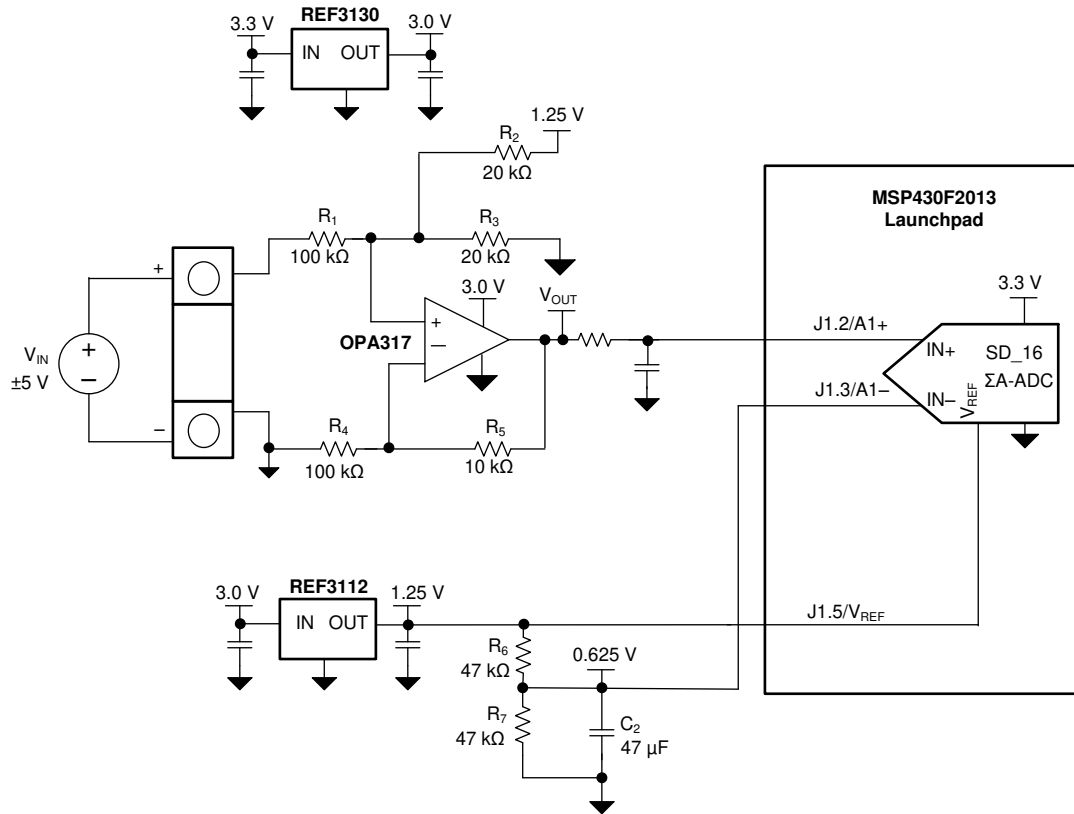 REF3130
3.3 V
3.0 V
IN OUT
1.25 V
R2
20 kΩ
R1
100 kΩ
R3
20 kΩ
MSP430F2013
Launchpad
+
3.0 V
VOUT
3.3 V
+
−
OPA317
J1.2/A1+
IN+
SD_16
ΣA-ADC
VIN
±5 V
+
−
J1.3/A1−
IN−
VREF
−
R4
100 kΩ
R5
10 kΩ
REF3112
3.0 V
1.25 V
IN OUT
J1.5/VREF
R6
47 kΩ
0.625 V
R7
47 kΩ
C2
47 µF